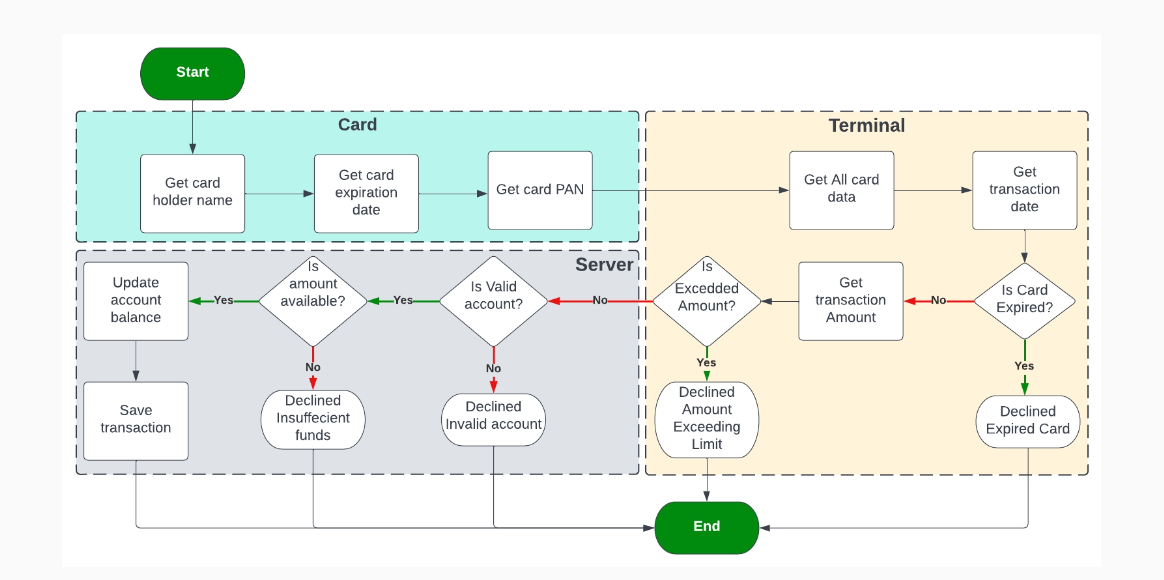 Start
Card
Terminal
Get card
holder name
Get card
expiration
date
Get card PAN
Get All card
data
Get
transaction
date
Server
Update
account
balance
Yes
Is
amount
available?
Yes
Is Valid
account?
No
Is
Excedded
Amount?
Get
transaction
Amount
No
Is Card
Expired?
No
No
Yes
Yes
Save
transaction
Declined
Insuffecient
funds
Declined
Invalid account
Declined
Amount
Exceeding
Limit
Declined
Expired Card
End